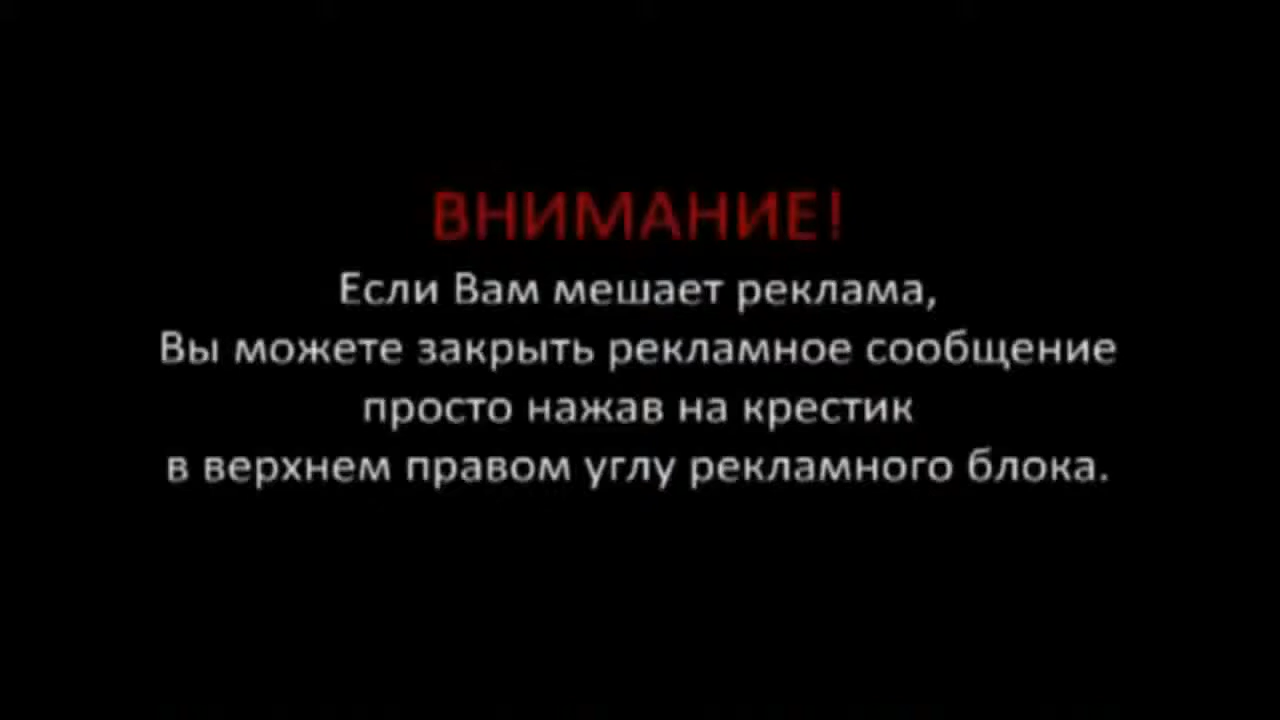 ВНИМАНИЕ!
Если Вам мешает реклама,
Вы можете закрыть рекламное сообщение
просто нажав на крестик
в верхнем правом углу рекламного блока.